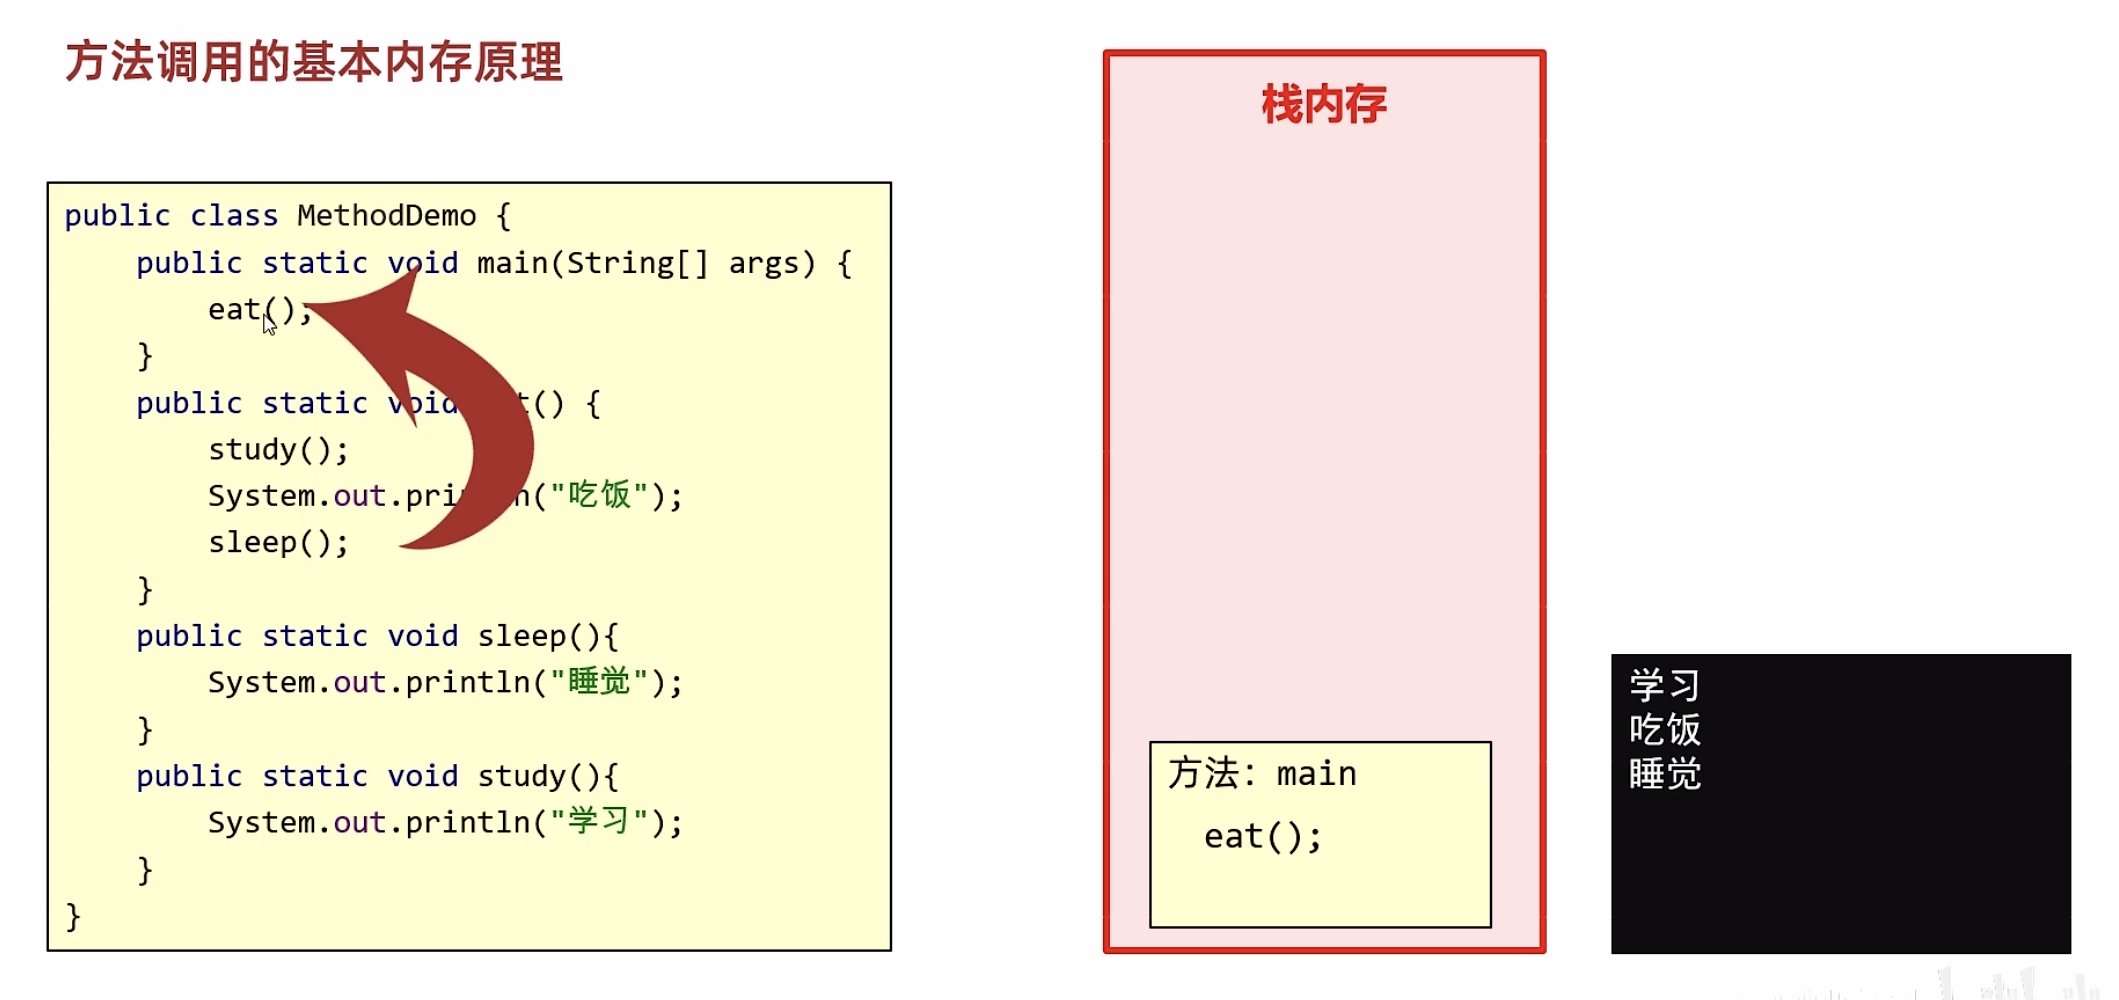 方法调用的基本内存原理
public class MethodDemo {
public static void main(String[] args) {
eat();
}
public static void t() {
study();
System.out.pri n("吃饭");
sleep();
}
public static void sleep(){
System.out.println("睡觉");
}
public static void study(){
System.out.println("学习");
}
}
栈内存
方法：main
eat();
学习
吃饭
睡觉